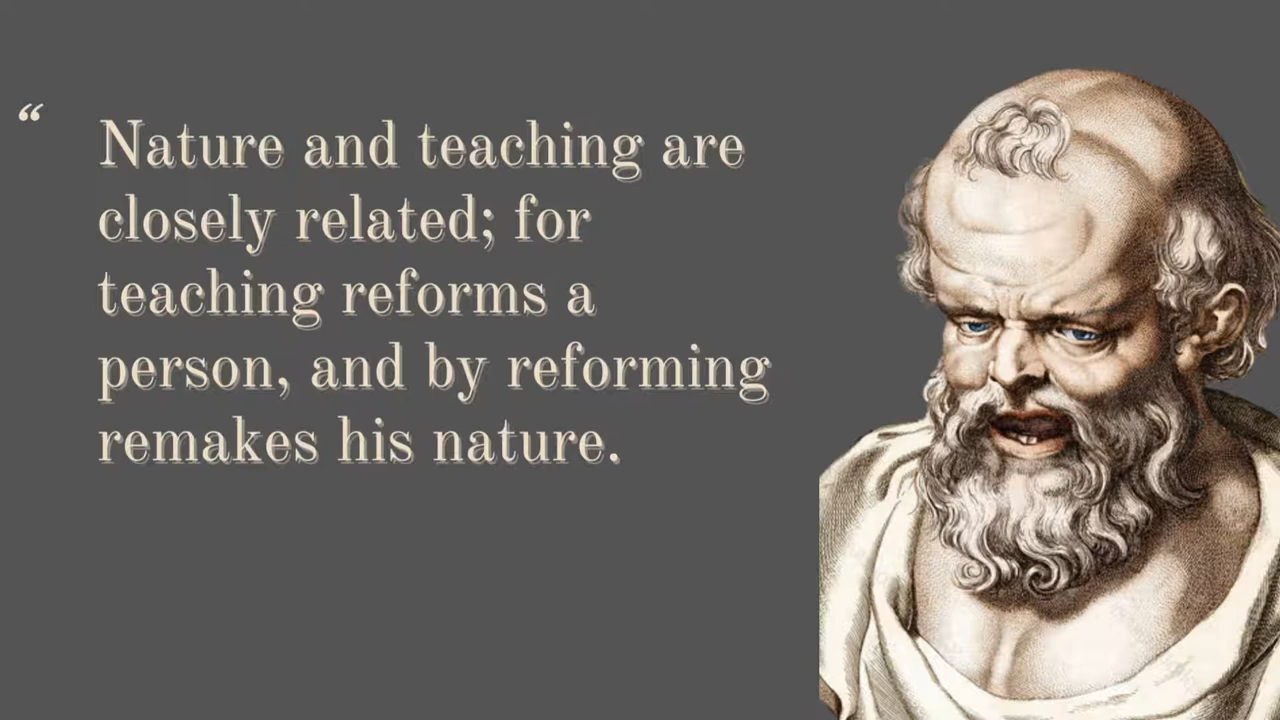 “
Nature and teaching are
closely related; for
teaching reforms a
person, and by reforming
remakes his nature.